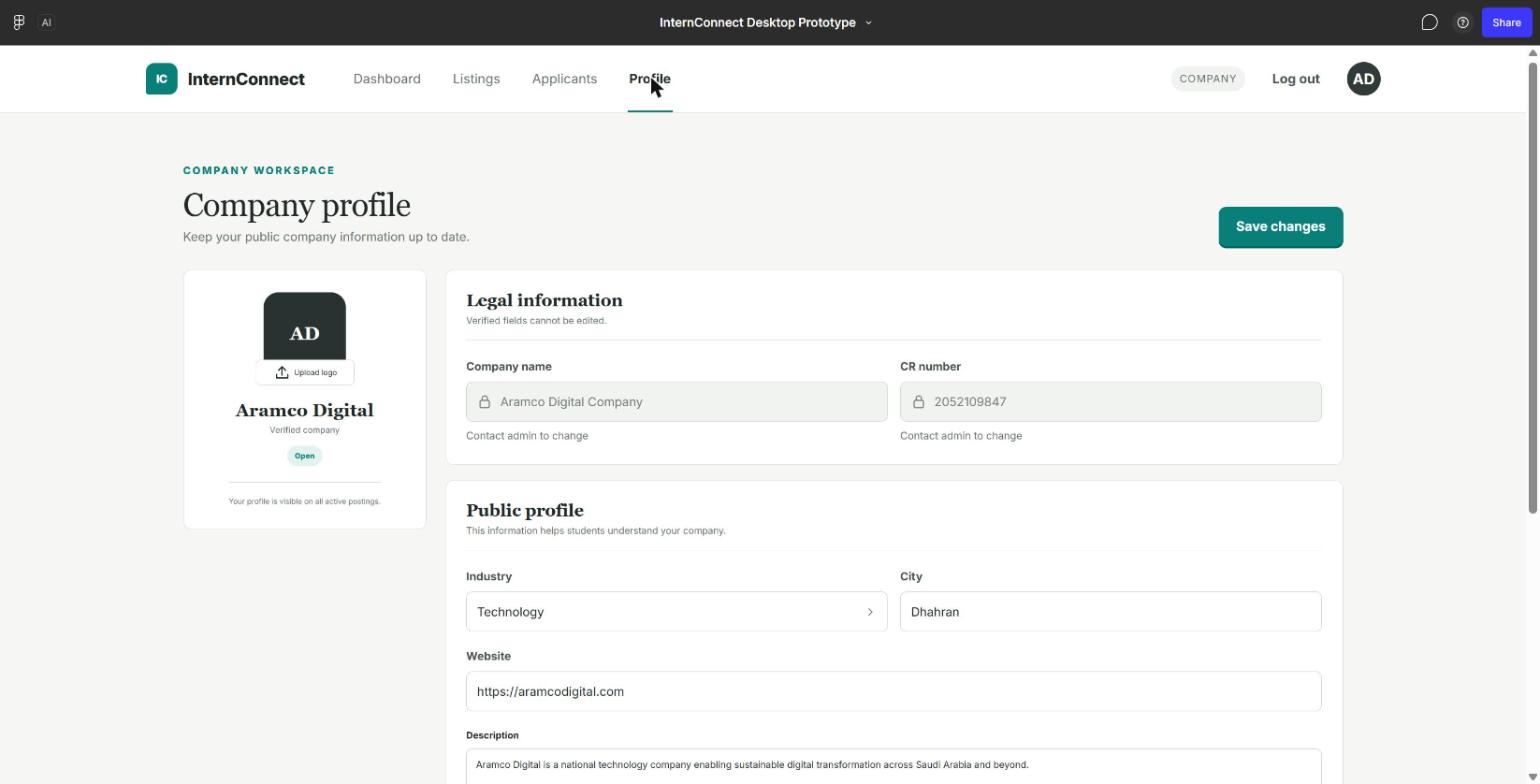 AI
InternConnect Desktop Prototype
Share
IC
InternConnect
Dashboard
Listings
Applicants
Profile
COMPANY
Log out
AD
COMPANY WORKSPACE
Company profile
Keep your public company information up to date.
Save changes
AD
Upload logo
Aramco Digital
Verified company
Open
Your profile is visible on all active postings.
Legal information
Verified fields cannot be edited.
Company name
CR number
Aramco Digital Company
2052109847
Contact admin to change
Contact admin to change
Public profile
This information helps students understand your company.
Industry
City
Technology
Dhahran
Website
https://aramcodigital.com
Description
Aramco Digital is a national technology company enabling sustainable digital transformation across Saudi Arabia and beyond.